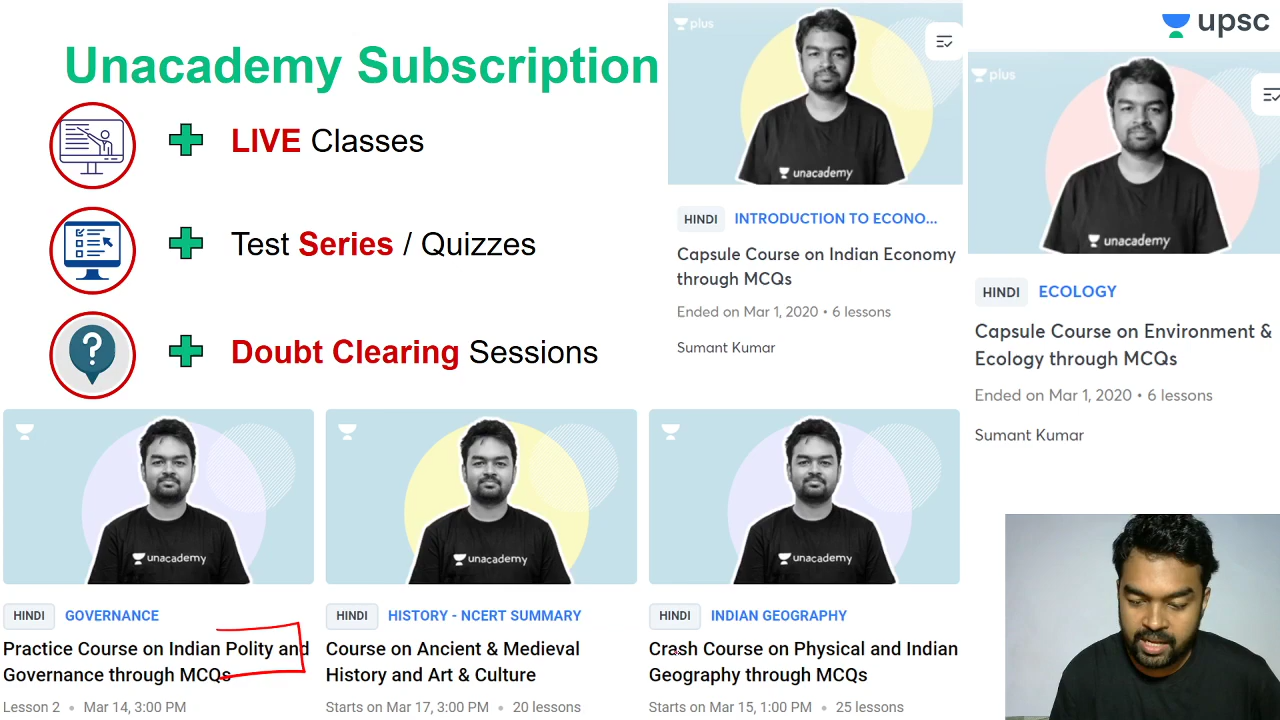 Unacademy Subscription
LIVE Classes
Test Series / Quizzes
Doubt Clearing Sessions
plus
unacademy
HINDI INTRODUCTION TO ECONO...
Capsule Course on Indian Economy
through MCQs
Ended on Mar 1, 2020 • 6 lessons
Sumant Kumar
upsc
plus
unacademy
HINDI ECOLOGY
Capsule Course on Environment &
Ecology through MCQs
Ended on Mar 1, 2020 • 6 lessons
Sumant Kumar
unacademy
HINDI GOVERNANCE
Practice Course on Indian Polity and
Governance through MCQs
Lesson 2 • Mar 14, 3:00 PM
unacademy
HINDI HISTORY - NCERT SUMMARY
Course on Ancient & Medieval
History and Art & Culture
Starts on Mar 17, 3:00 PM • 20 lessons
unacademy
HINDI INDIAN GEOGRAPHY
Crash Course on Physical and Indian
Geography through MCQs
Starts on Mar 15, 1:00 PM • 25 lessons